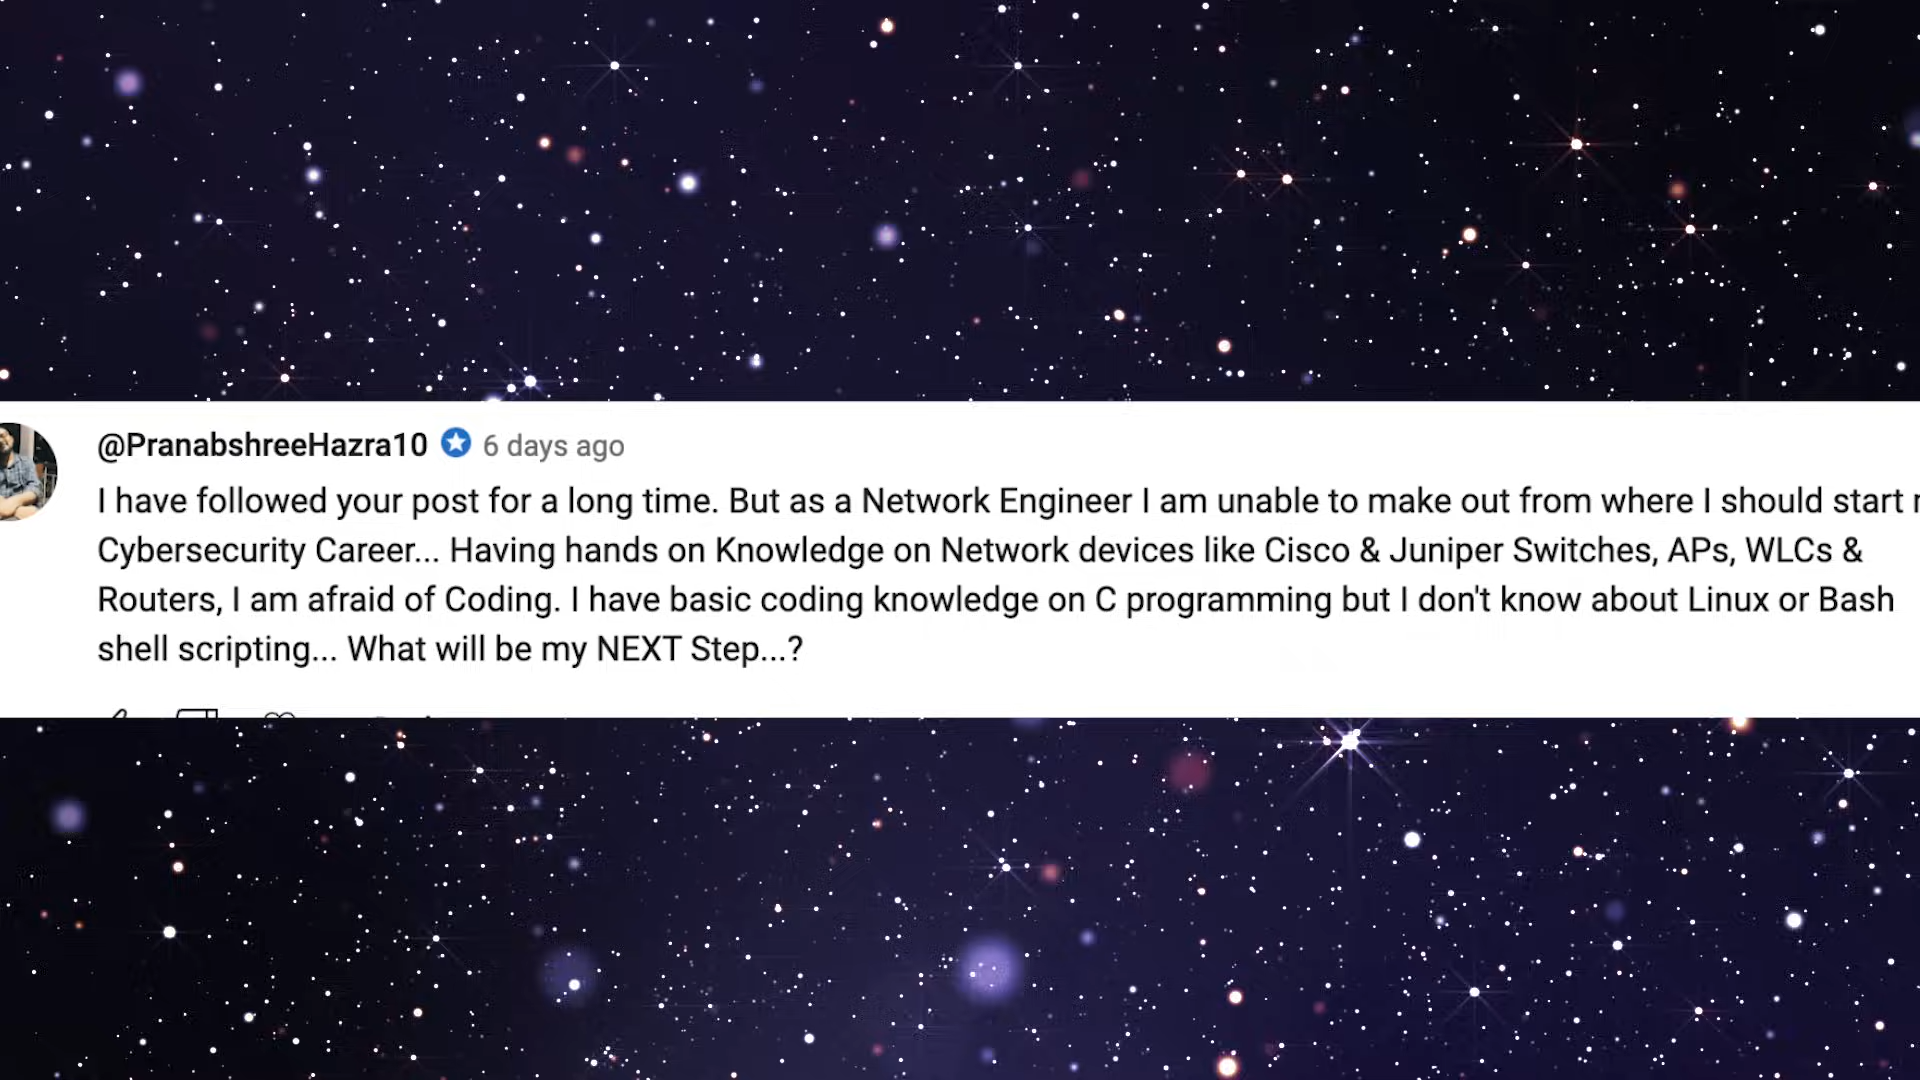 @PranabshreeHazra10 6 days ago
I have followed your post for a long time. But as a Network Engineer I am unable to make out from where I should start
Cybersecurity Career... Having hands on Knowledge on Network devices like Cisco & Juniper Switches, APs, WLCs &
Routers, I am afraid of Coding. I have basic coding knowledge on C programming but I don't know about Linux or Bash
shell scripting... What will be my NEXT Step...?